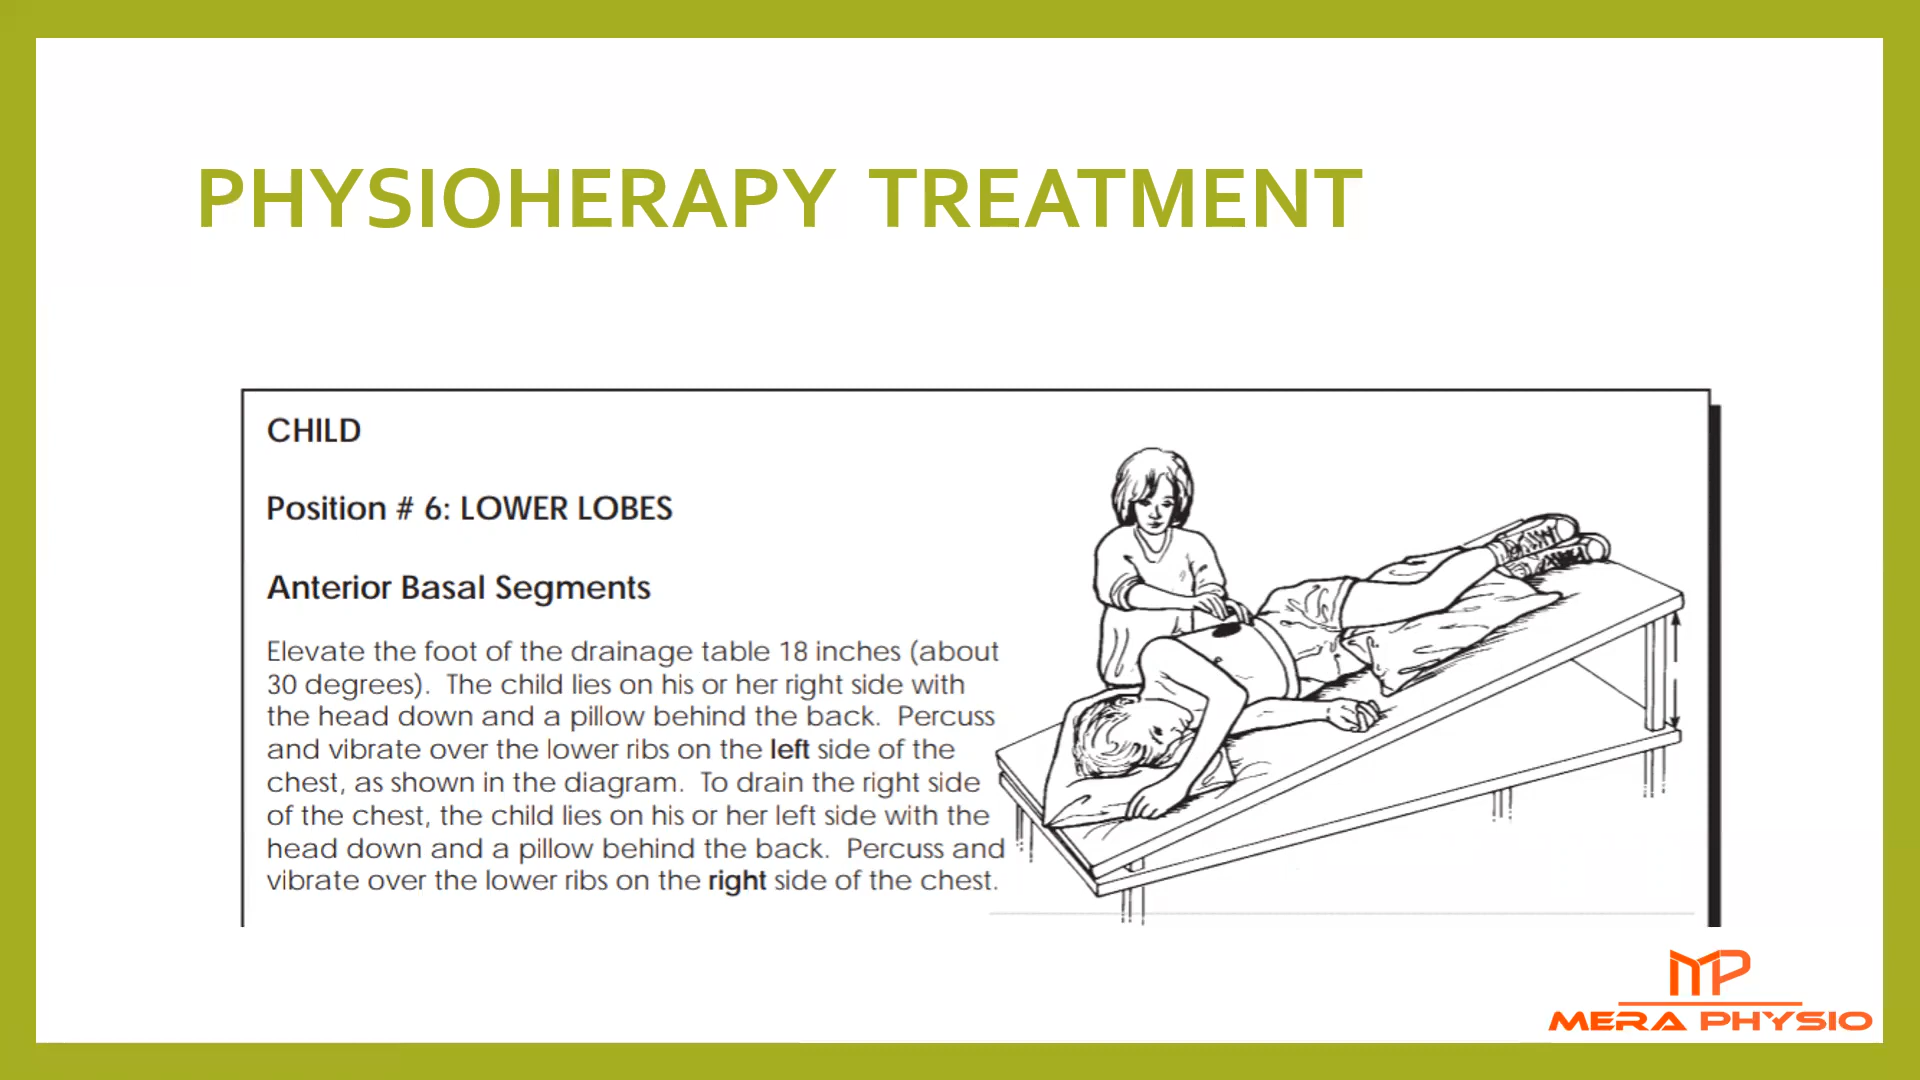 PHYSIOHERAPY TREATMENT
CHILD
Position # 6: LOWER LOBES
Anterior Basal Segments
Elevate the foot of the drainage table 18 inches (about
30 degrees). The child lies on his or her right side with
the head down and a pillow behind the back. Percuss
and vibrate over the lower ribs on the left side of the
chest, as shown in the diagram. To drain the right side
of the chest, the child lies on his or her left side with the
head down and a pillow behind the back. Percuss and
vibrate over the lower ribs on the right side of the chest.
MP
MERA PHYSIO